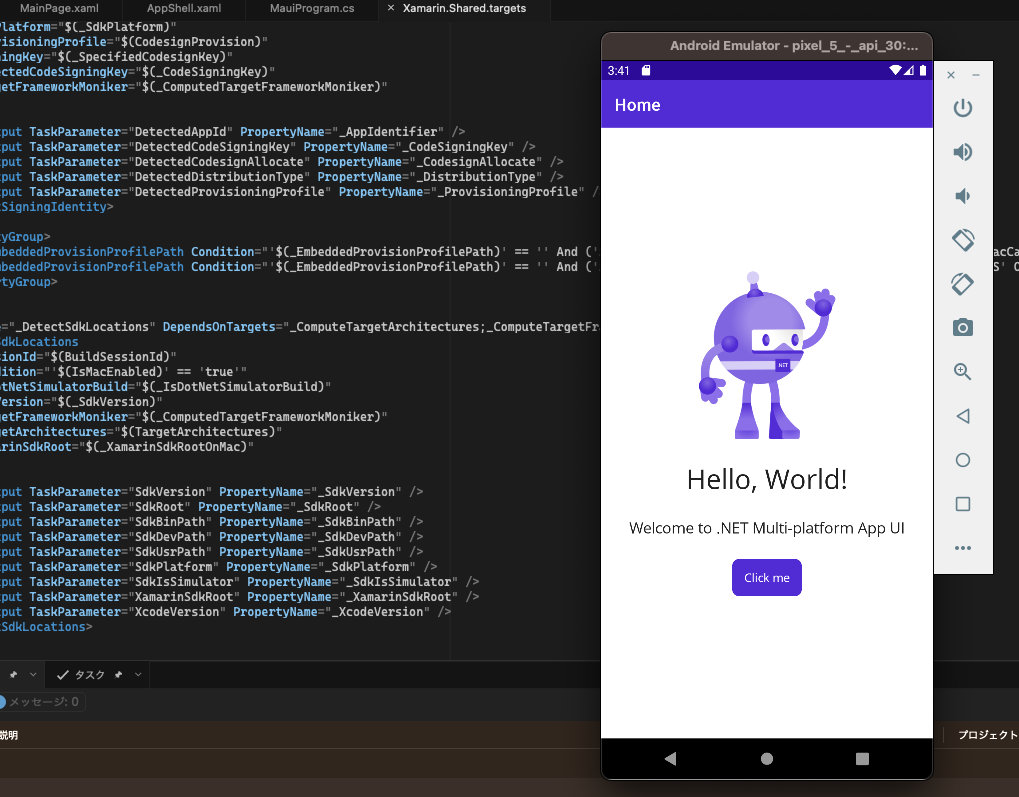 MainPage.xaml
AppShell.xaml
MauiProgram.cs
× Xamarin.Shared.targets
Platform="$(_SdkPlatform)"
visioningProfile="$(CodesignProvision)"
ningKey="$(_SpecifiedCodesignKey)"
ectedCodeSigningKey="$(_CodeSigningKey)"
getFrameworkMoniker="$(_ComputedTargetFrameworkMoniker)"
put TaskParameter="DetectedAppId" PropertyName="_AppIdentifier" />
put TaskParameter="DetectedCodeSigningKey" PropertyName="_CodeSigningKey" />
put TaskParameter="DetectedCodesignAllocate" PropertyName="_CodesignAllocate" />
put TaskParameter="DetectedDistributionType" PropertyName="_DistributionType" />
put TaskParameter="DetectedProvisioningProfile" PropertyName="_ProvisioningProfile" /
SigningIdentity>
tyGroup>
mbeddedProvisionProfilePath Condition="'$(_EmbeddedProvisionProfilePath)' == '' And ('
mbeddedProvisionProfilePath Condition="'$(_EmbeddedProvisionProfilePath)' == '' And ('
rtyGroup>
="_DetectSdkLocations" DependsOnTargets="_ComputeTargetArchitectures;_ComputeTargetFr
SdkLocations
sionId="$(BuildSessionId)"
dition="'$(IsMacEnabled)' == 'true'"
otNetSimulatorBuild="$(_IsDotNetSimulatorBuild)"
Version="$(_SdkVersion)"
getFrameworkMoniker="$(_ComputedTargetFrameworkMoniker)"
getArchitectures="$(TargetArchitectures)"
arinSdkRoot="$(_XamarinSdkRootOnMac)"
put TaskParameter="SdkVersion" PropertyName="_SdkVersion" />
put TaskParameter="SdkRoot" PropertyName="_SdkRoot" />
put TaskParameter="SdkBinPath" PropertyName="_SdkBinPath" />
put TaskParameter="SdkDevPath" PropertyName="_SdkDevPath" />
put TaskParameter="SdkUsrPath" PropertyName="_SdkUsrPath" />
put TaskParameter="SdkPlatform" PropertyName="_SdkPlatform" />
put TaskParameter="SdkIsSimulator" PropertyName="_SdkIsSimulator" />
put TaskParameter="XamarinSdkRoot" PropertyName="_XamarinSdkRoot" />
put TaskParameter="XcodeVersion" PropertyName="_XcodeVersion" />
SdkLocations>
タスク
メッセージ: 0
説明
プロジェクト
acCa
S' O
Android Emulator - pixel_5_-_api_30:...
3:41
Home
.NET
Hello, World!
Welcome to .NET Multi-platform App UI
Click me